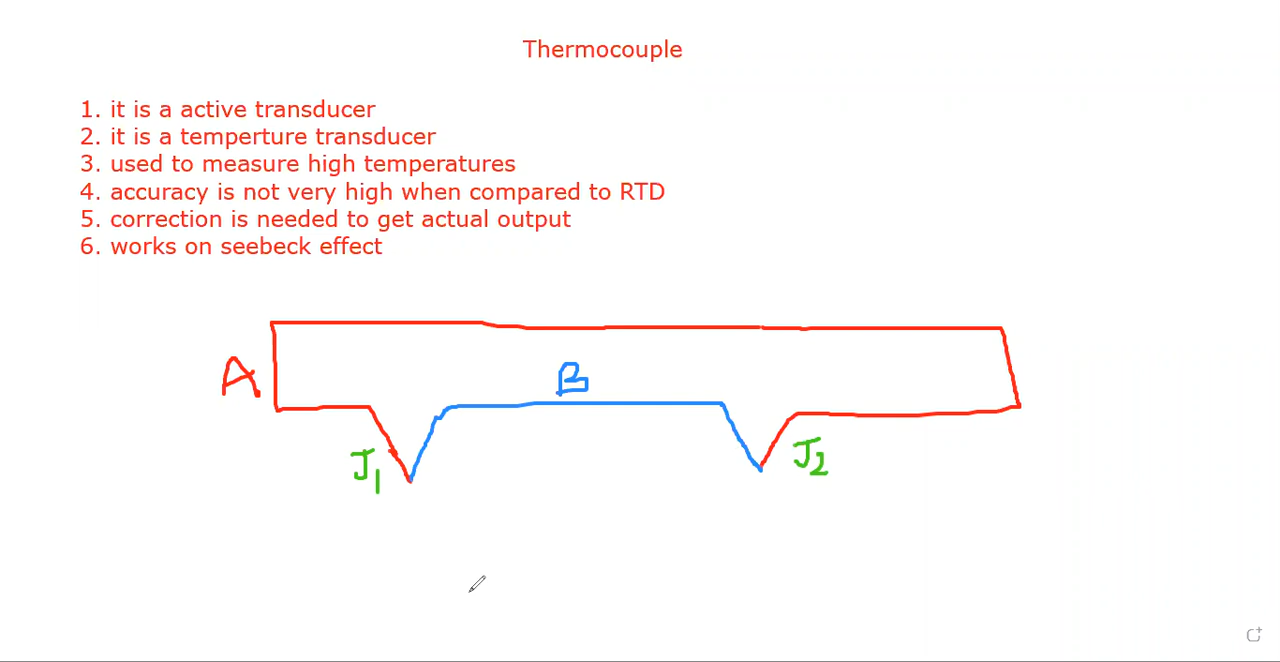 Thermocouple
1. it is a active transducer
2. it is a temperture transducer
3. used to measure high temperatures
4. accuracy is not very high when compared to RTD
5. correction is needed to get actual output
6. works on seebeck effect
A
B
J1
J2